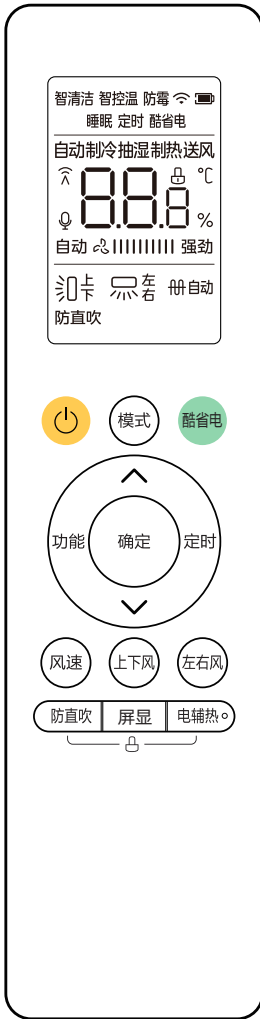 智清洁 智控温 防霉
睡眠 定时 酷省电
自动制冷抽湿制热送风
88.8 ℃
%
自动 强劲
上下 左右 自动
防直吹
模式 酷省电
功能 确定 定时
风速 上下风 左右风
防直吹 屏显 电辅热